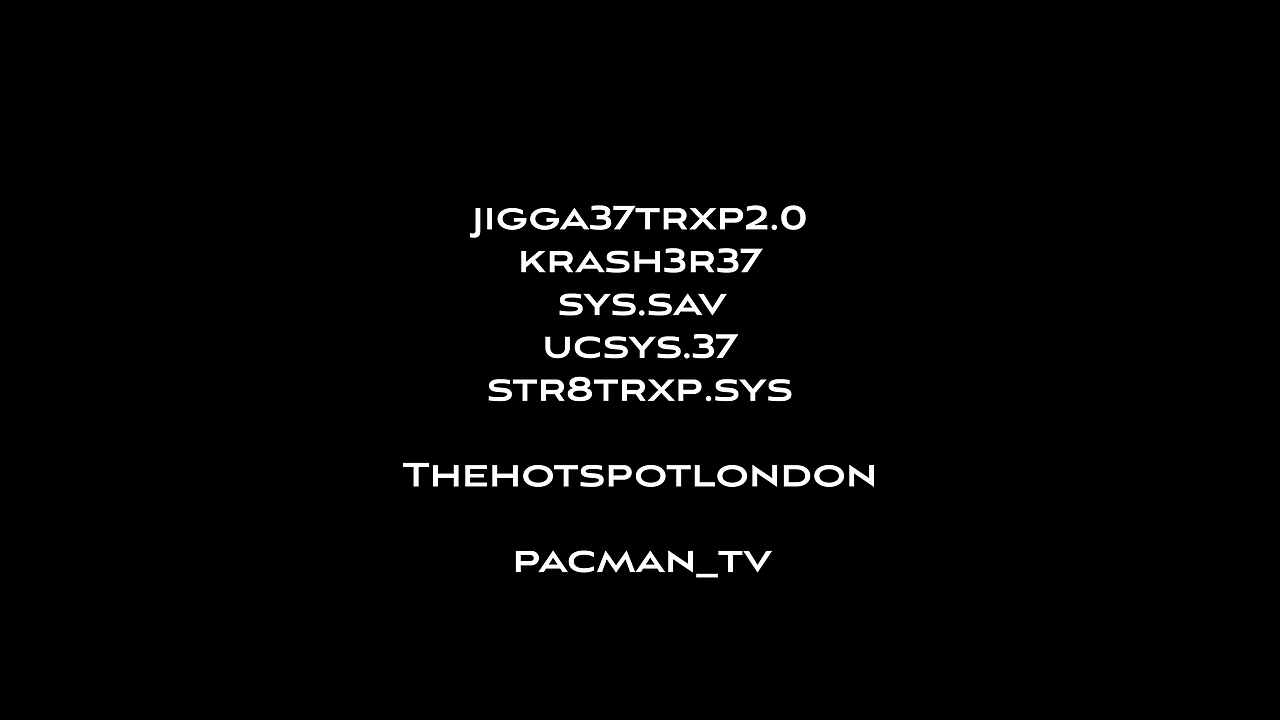 jigga37trxp2.0
krash3r37
sys.sav
ucsys.37
str8trxp.sys
Thehotspotlondon
pacman_tv